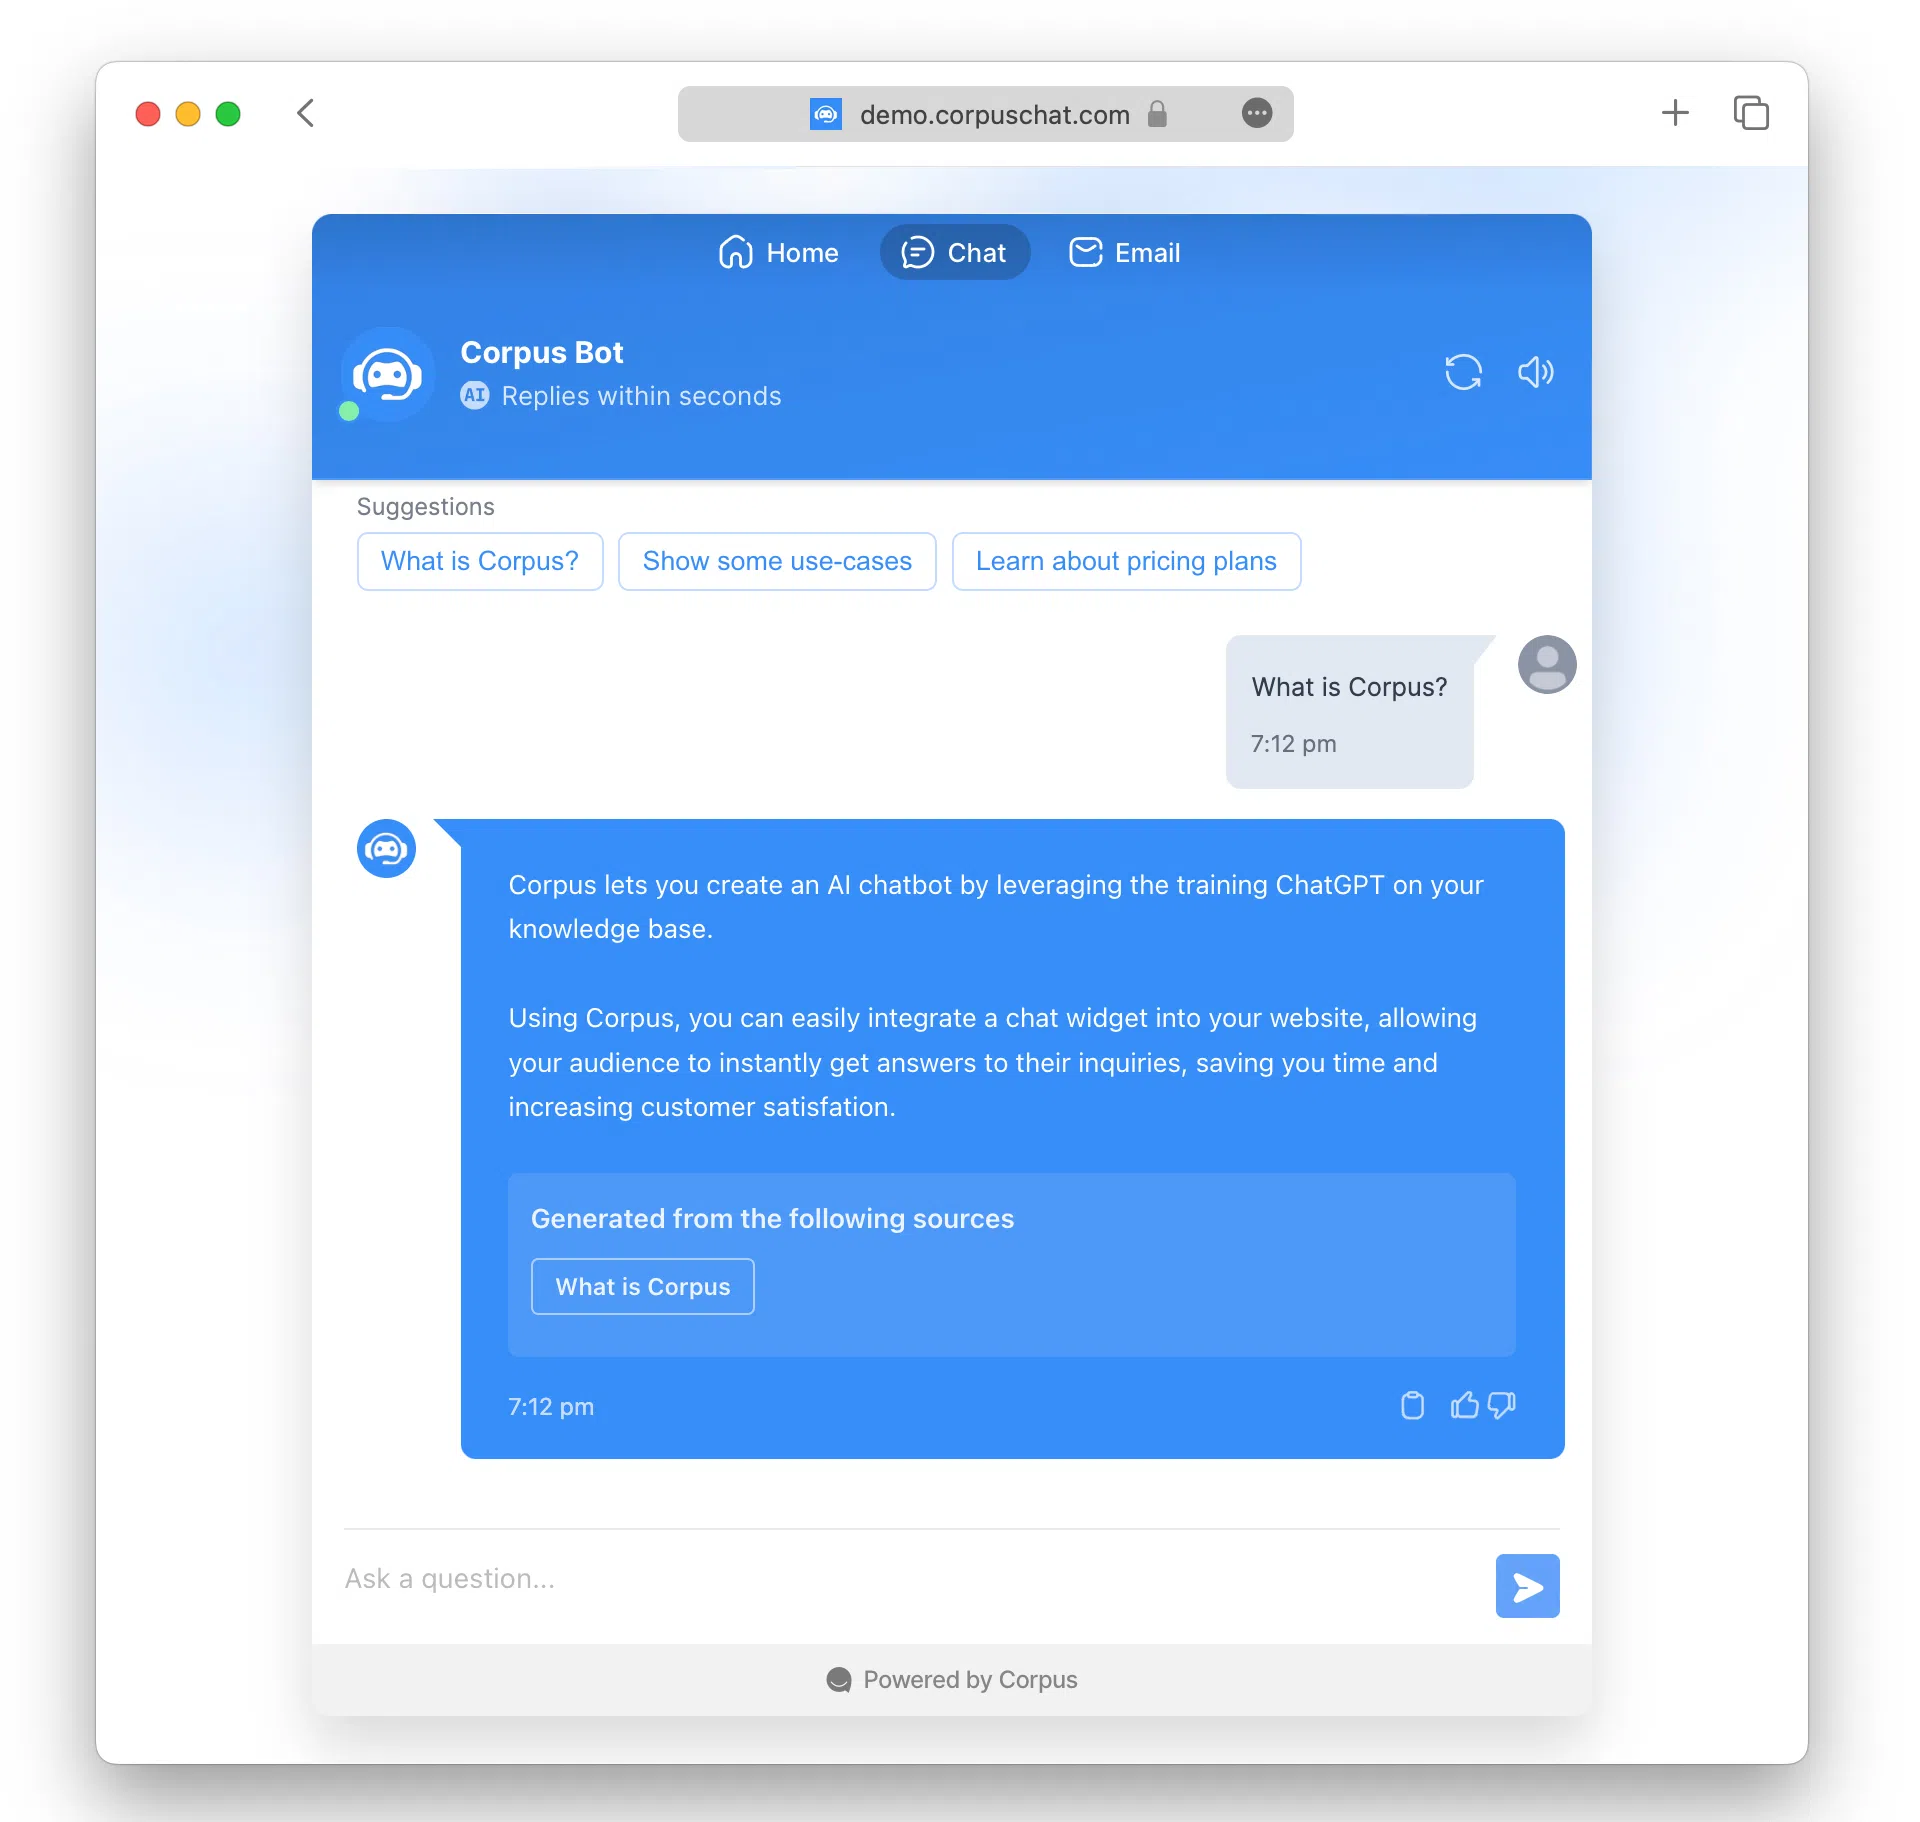 demo.corpuschat.com
Home Chat Email
Corpus Bot
AI Replies within seconds
Suggestions
What is Corpus? Show some use-cases Learn about pricing plans
What is Corpus?
7:12 pm
Corpus lets you create an AI chatbot by leveraging the training ChatGPT on your
knowledge base.
Using Corpus, you can easily integrate a chat widget into your website, allowing
your audience to instantly get answers to their inquiries, saving you time and
increasing customer satisfation.
Generated from the following sources
What is Corpus
7:12 pm
Ask a question...
Powered by Corpus